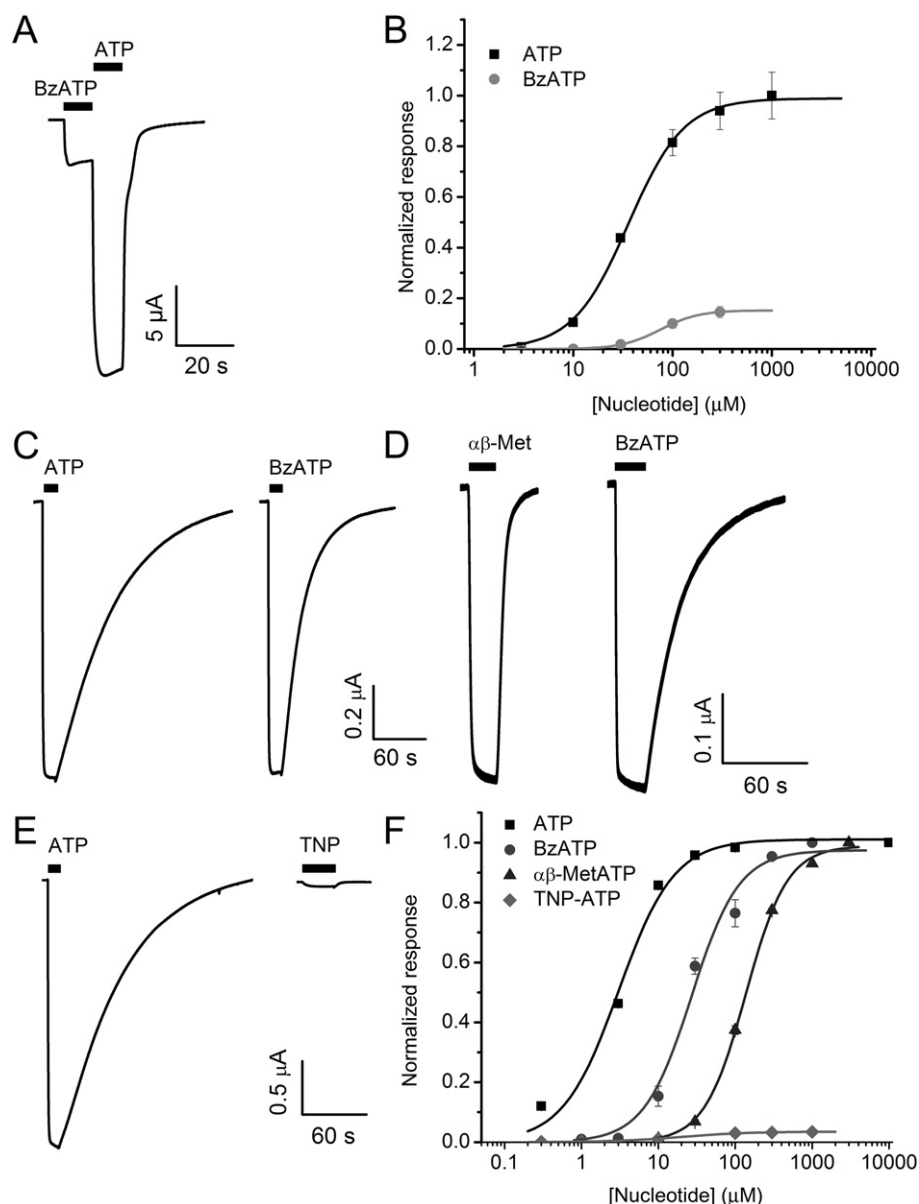 A
ATP
BzATP
5 μA
20 s
B
ATP
BzATP
Normalized response
1.2
1.0
0.8
0.6
0.4
0.2
0.0
1
10
100
1000
10000
[Nucleotide] (μM)
C
ATP
BzATP
0.2 μA
60 s
D
αβ-Met
BzATP
0.1 μA
60 s
E
ATP
TNP
0.5 μA
60 s
F
ATP
BzATP
αβ-MetATP
TNP-ATP
Normalized response
1.0
0.8
0.6
0.4
0.2
0.0
0.1
1
10
100
1000
10000
[Nucleotide] (μM)